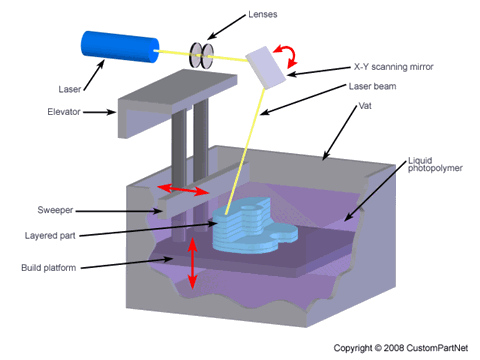 Lenses
Laser
X-Y scanning mirror
Laser beam
Elevator
Vat
Liquid
photopolymer
Sweeper
Layered part
Build platform
Copyright © 2008 CustomPartNet